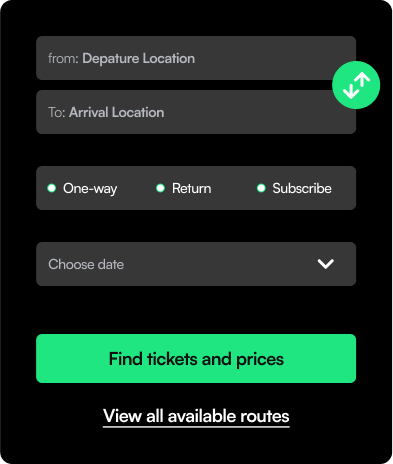 from: Depature Location
To: Arrival Location
One-way Return Subscribe
Choose date
Find tickets and prices
View all available routes